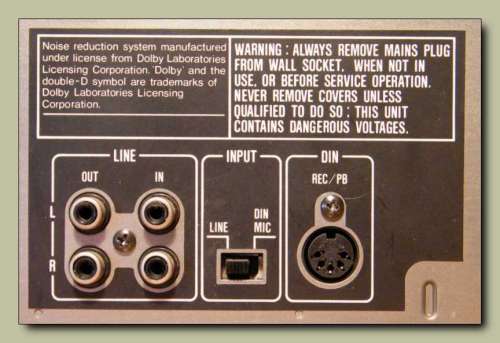 Noise reduction system manufactured
under license from Dolby Laboratories
Licensing Corporation. 'Dolby' and the
double-D symbol are trademarks of
Dolby Laboratories Licensing
Corporation.
WARNING : ALWAYS REMOVE MAINS PLUG
FROM WALL SOCKET, WHEN NOT IN
USE, OR BEFORE SERVICE OPERATION.
NEVER REMOVE COVERS UNLESS
QUALIFIED TO DO SO : THIS UNIT
CONTAINS DANGEROUS VOLTAGES.
LINE
OUT IN
L
R
INPUT
LINE
DIN
MIC
DIN
REC/PB